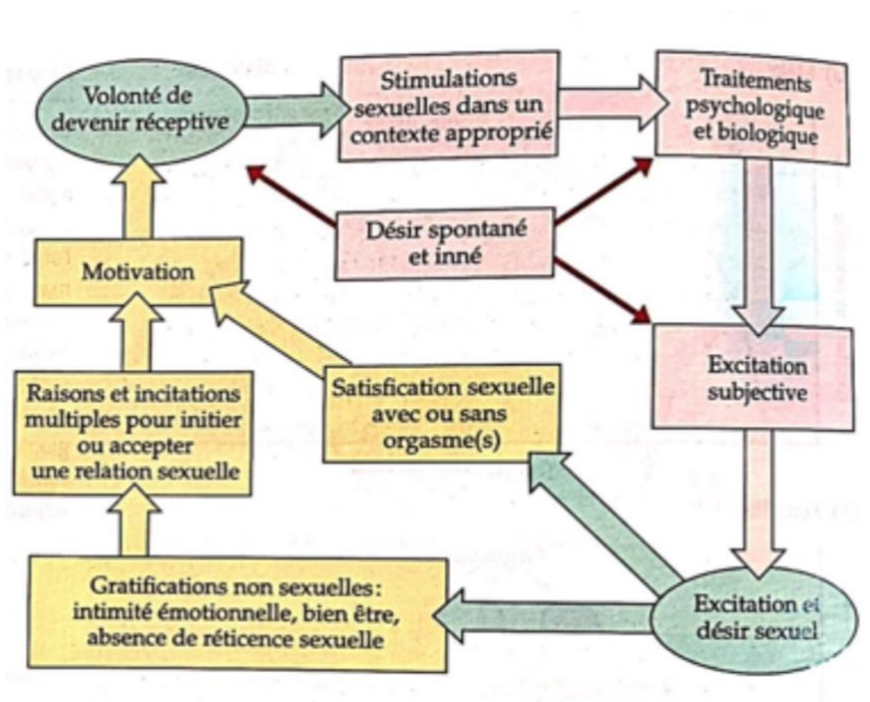 Volonté de
devenir réceptive
Stimulations
sexuelles dans un
contexte approprié
Traitements
psychologique
et biologique
Désir spontané
et inné
Motivation
Excitation
subjective
Raisons et incitations
multiples pour initier
ou accepter
une relation sexuelle
Satisfication sexuelle
avec ou sans
orgasme(s)
Gratifications non sexuelles :
intimité émotionnelle, bien être,
absence de réticence sexuelle
Excitation et
désir sexuel